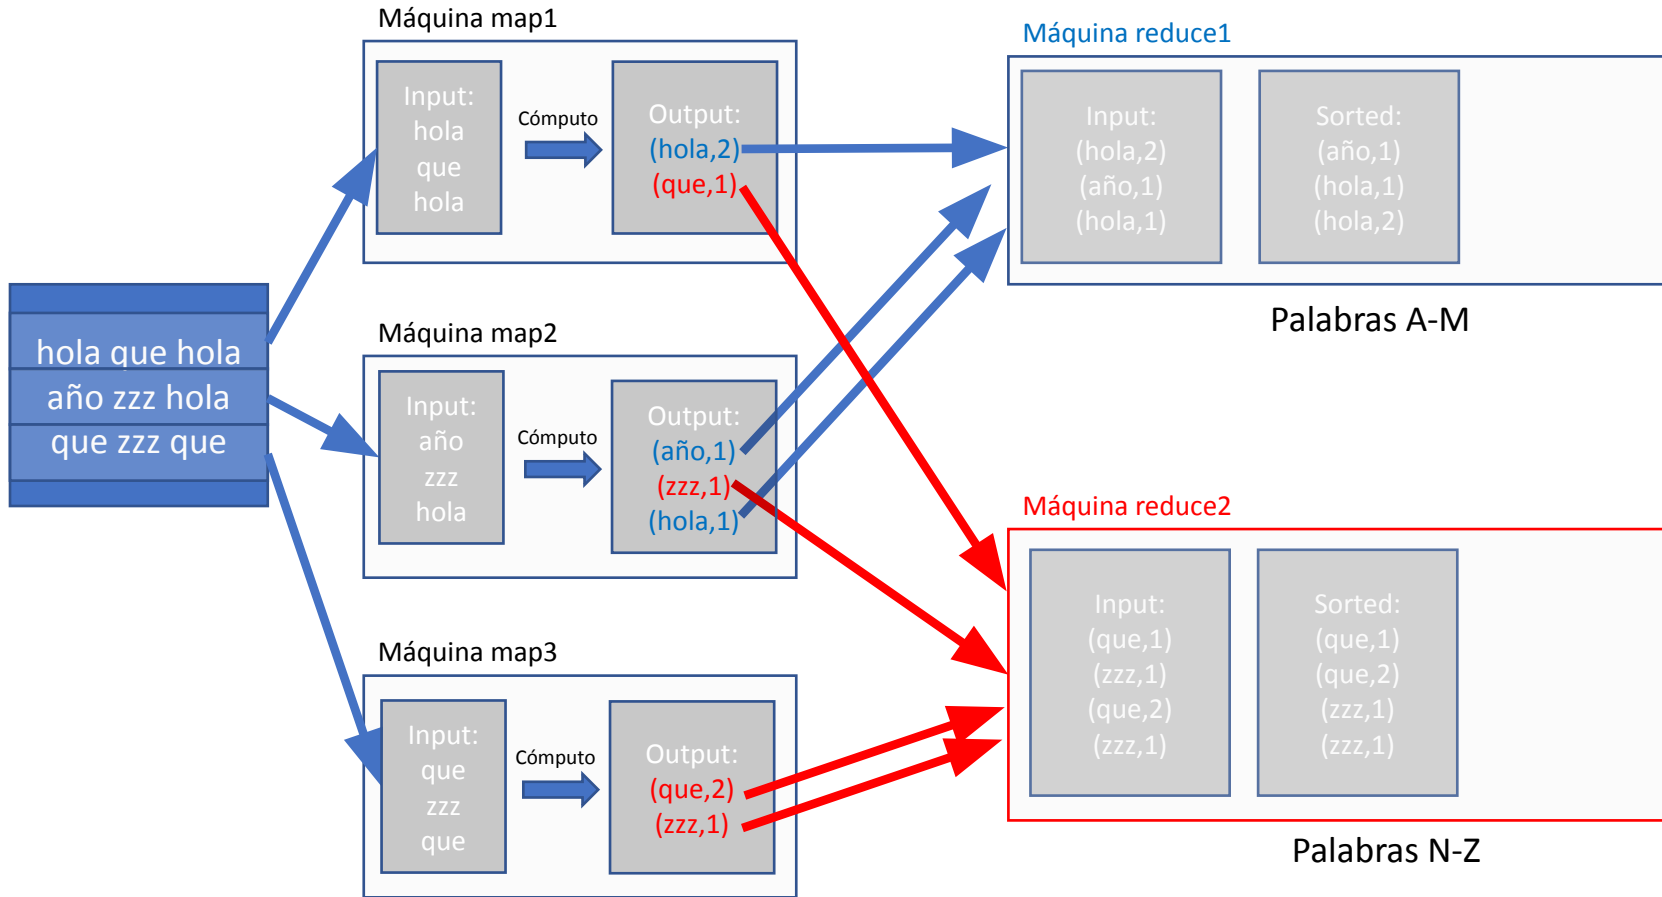 hola que hola
año zzz hola
que zzz que
Máquina map1
Input:
hola
que
hola
Cómputo
Output:
(hola,2)
(que,1)
Máquina map2
Input:
año
zzz
hola
Cómputo
Output:
(año,1)
(zzz,1)
(hola,1)
Máquina map3
Input:
que
zzz
que
Cómputo
Output:
(que,2)
(zzz,1)
Máquina reduce1
Input:
(hola,2)
(año,1)
(hola,1)
Sorted:
(año,1)
(hola,1)
(hola,2)
Palabras A-M
Máquina reduce2
Input:
(que,1)
(zzz,1)
(que,2)
(zzz,1)
Sorted:
(que,1)
(que,2)
(zzz,1)
(zzz,1)
Palabras N-Z